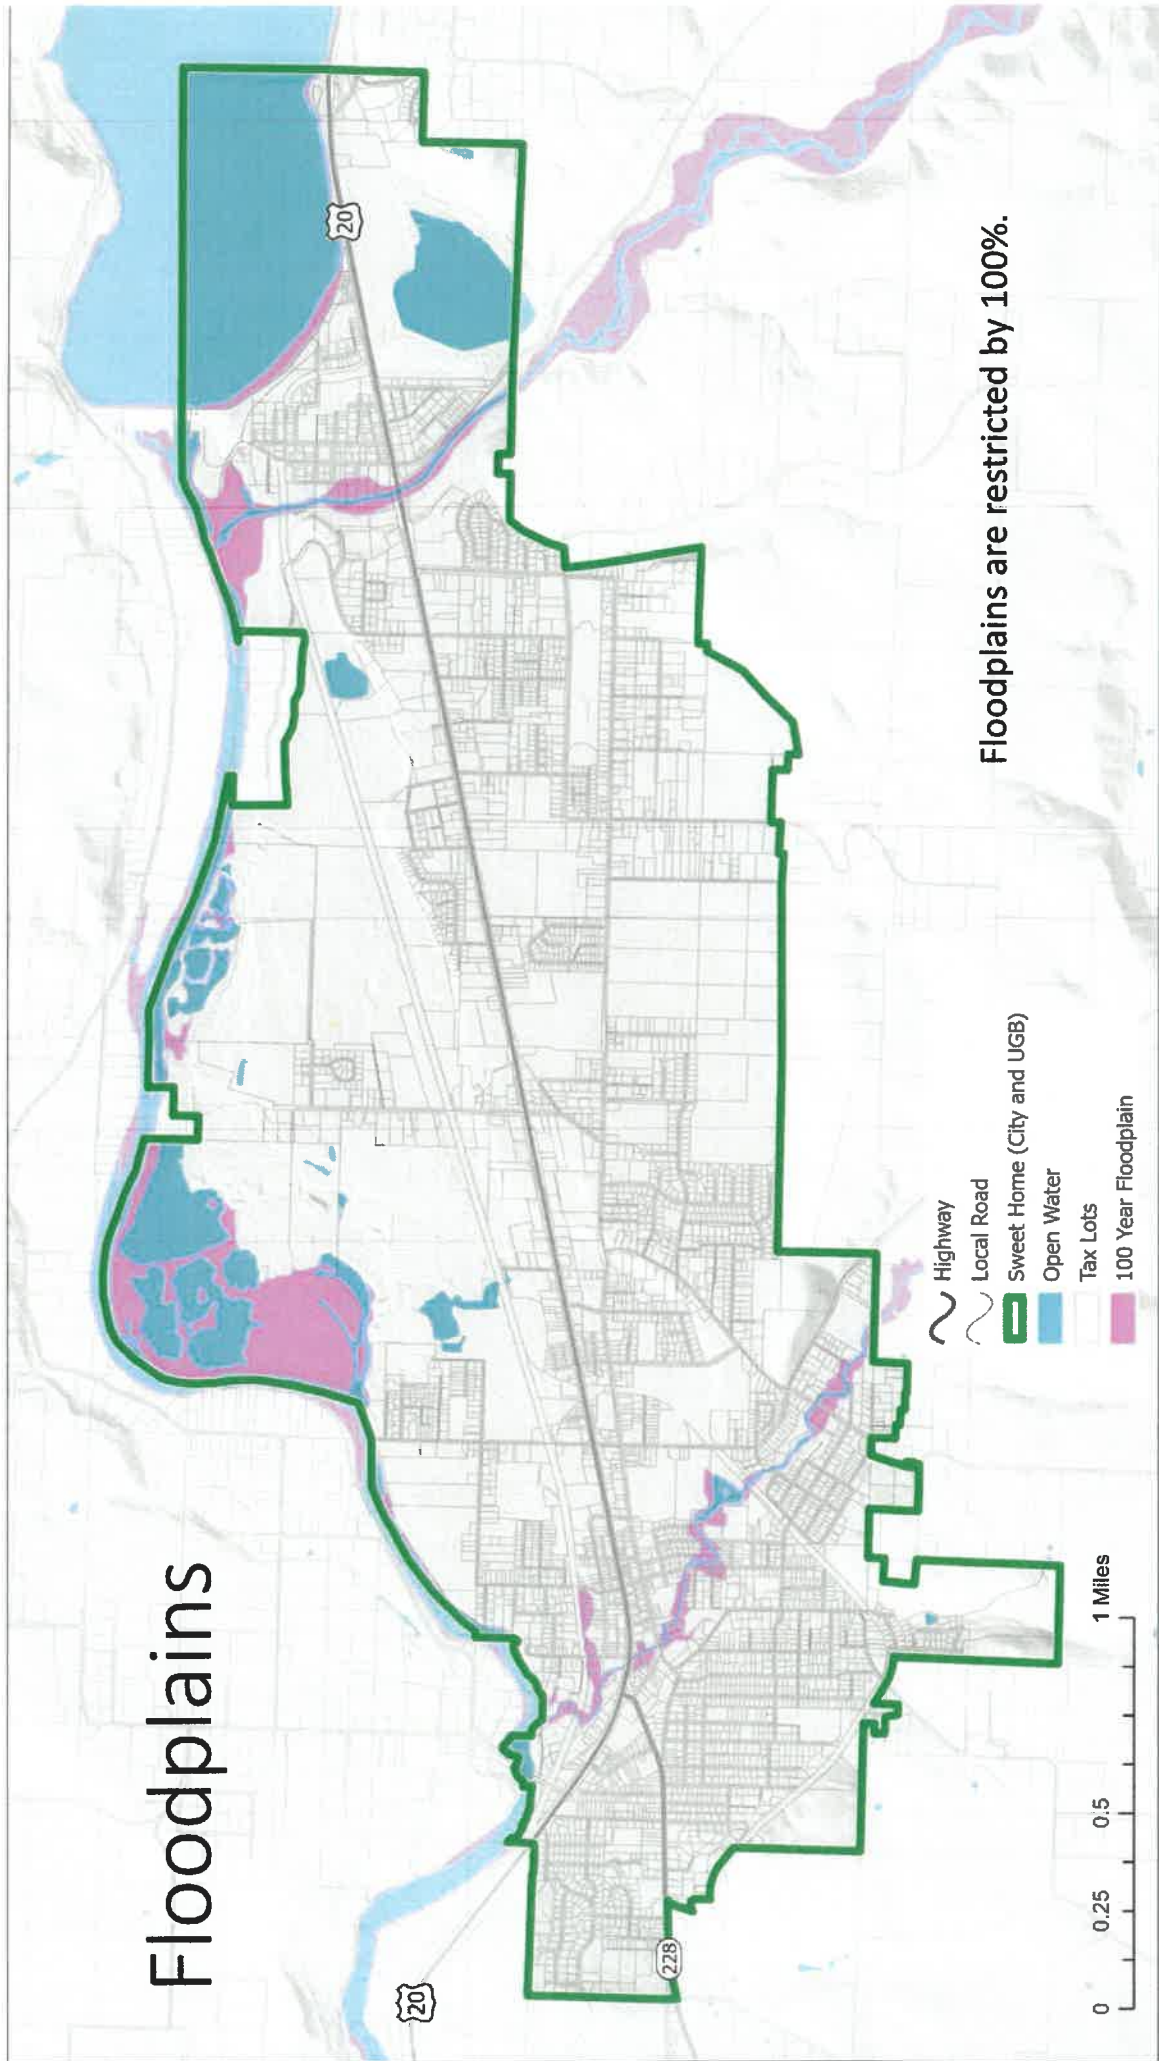 Floodplains
20
20
228
Highway
Local Road
Sweet Home (City and UGB)
Open Water
Tax Lots
100 Year Floodplain
Floodplains are restricted by 100%.
0 0.25 0.5 1 Miles